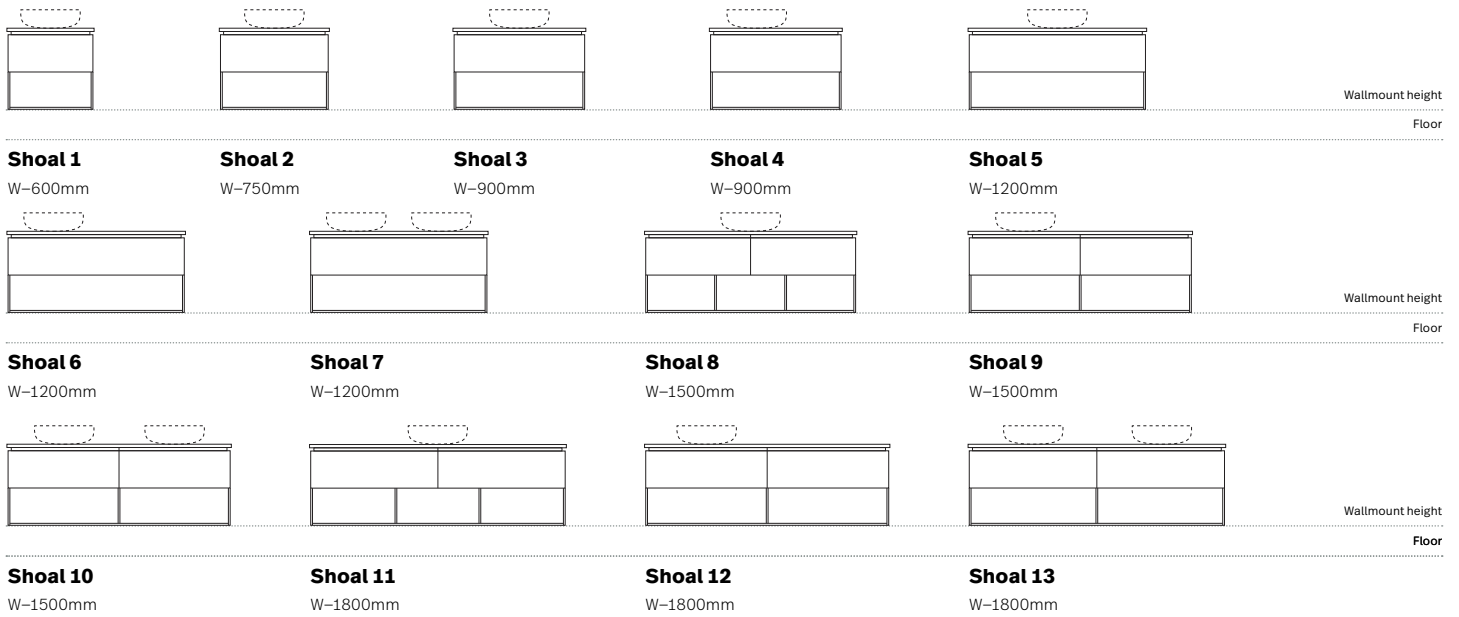 Wallmount height
Floor
Shoal 1 Shoal 2 Shoal 3 Shoal 4 Shoal 5
W–600mm W–750mm W–900mm W–900mm W–1200mm
Wallmount height
Floor
Shoal 6 Shoal 7 Shoal 8 Shoal 9
W–1200mm W–1200mm W–1500mm W–1500mm
Wallmount height
Floor
Shoal 10 Shoal 11 Shoal 12 Shoal 13
W–1500mm W–1800mm W–1800mm W–1800mm